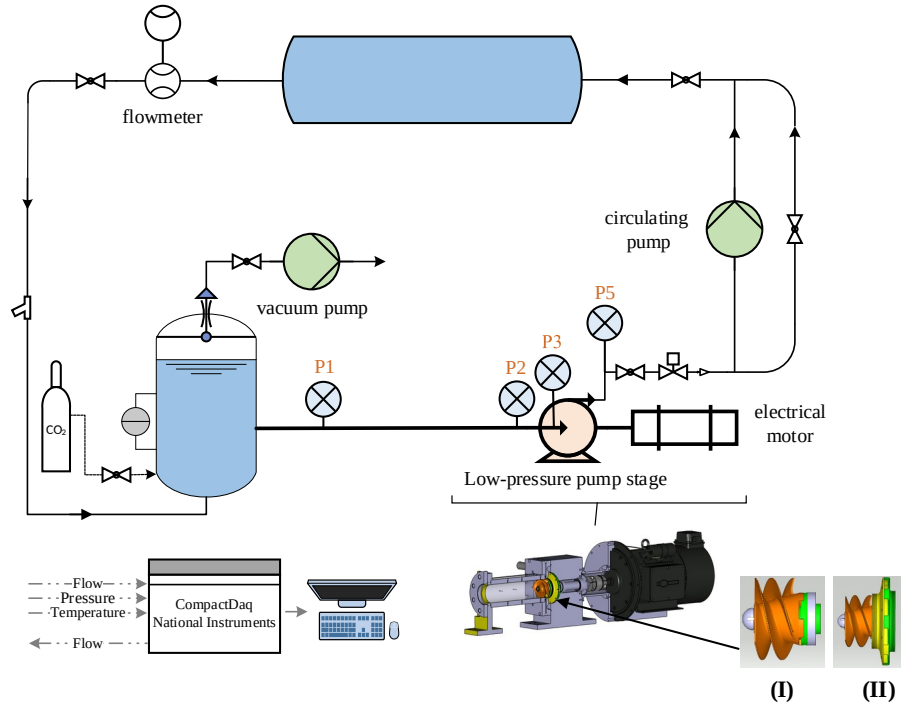 flowmeter
circulating
pump
vacuum pump
P5
P3
P1
P2
electrical
motor
CO₂
Low-pressure pump stage
Flow
Pressure
Temperature
Flow
CompactDaq
National Instruments
(I)
(II)